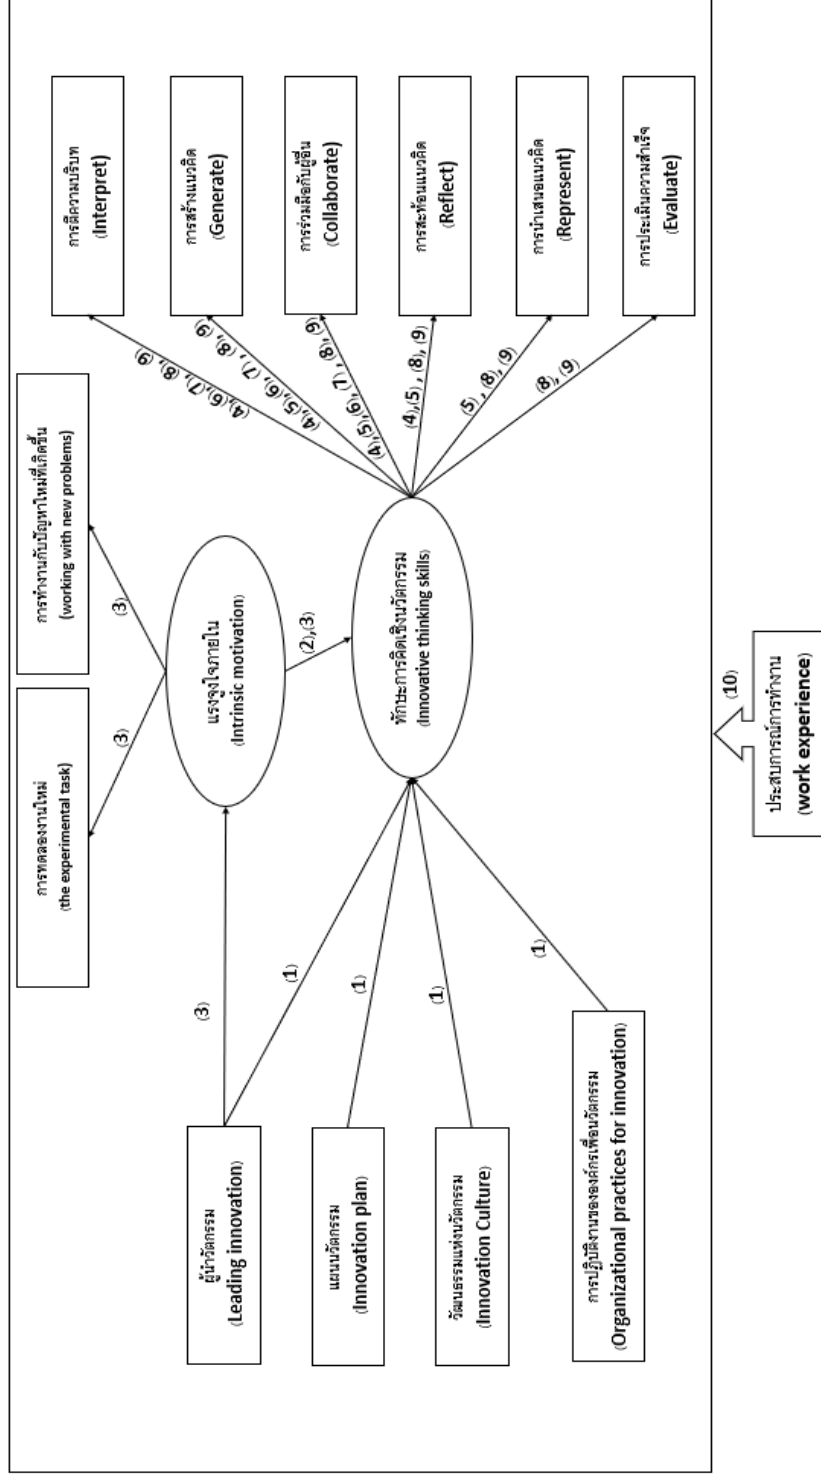 การทดลองงานใหม่
(the experimental task)
การทำงานกับปัญหาใหม่ที่เกิดขึ้น
(working with new problems)
(3)
(3)
ผู้นำวัตกรรม
(Leading innovation)
(3)
แรงจูงใจภายใน
(Intrinsic motivation)
(1)
(2),(3)
แผนนวัตกรรม
(Innovation plan)
(1)
วัฒนธรรมแห่งนวัตกรรม
(Innovation Culture)
(1)
การปฏิบัติงานขององค์กรเพื่อนวัตกรรม
(Organizational practices for innovation)
(1)
ทักษะการคิดเชิงนวัตกรรม
(Innovative thinking skills)
(4),(6),(7), (8), (9)
การตีความบริบท
(Interpret)
(4),(5),(6), (7), (8), (9)
การสร้างแนวคิด
(Generate)
(4),(5),(6), (7) , (8), (9)
การร่วมมือกับผู้อื่น
(Collaborate)
(4),(5) , (8), (9)
การสะท้อนแนวคิด
(Reflect)
(5) , (8), (9)
การนำเสนอแนวคิด
(Represent)
(8), (9)
การประเมินความสำเร็จ
(Evaluate)
(10)
ประสบการณ์การทำงาน
(work experience)